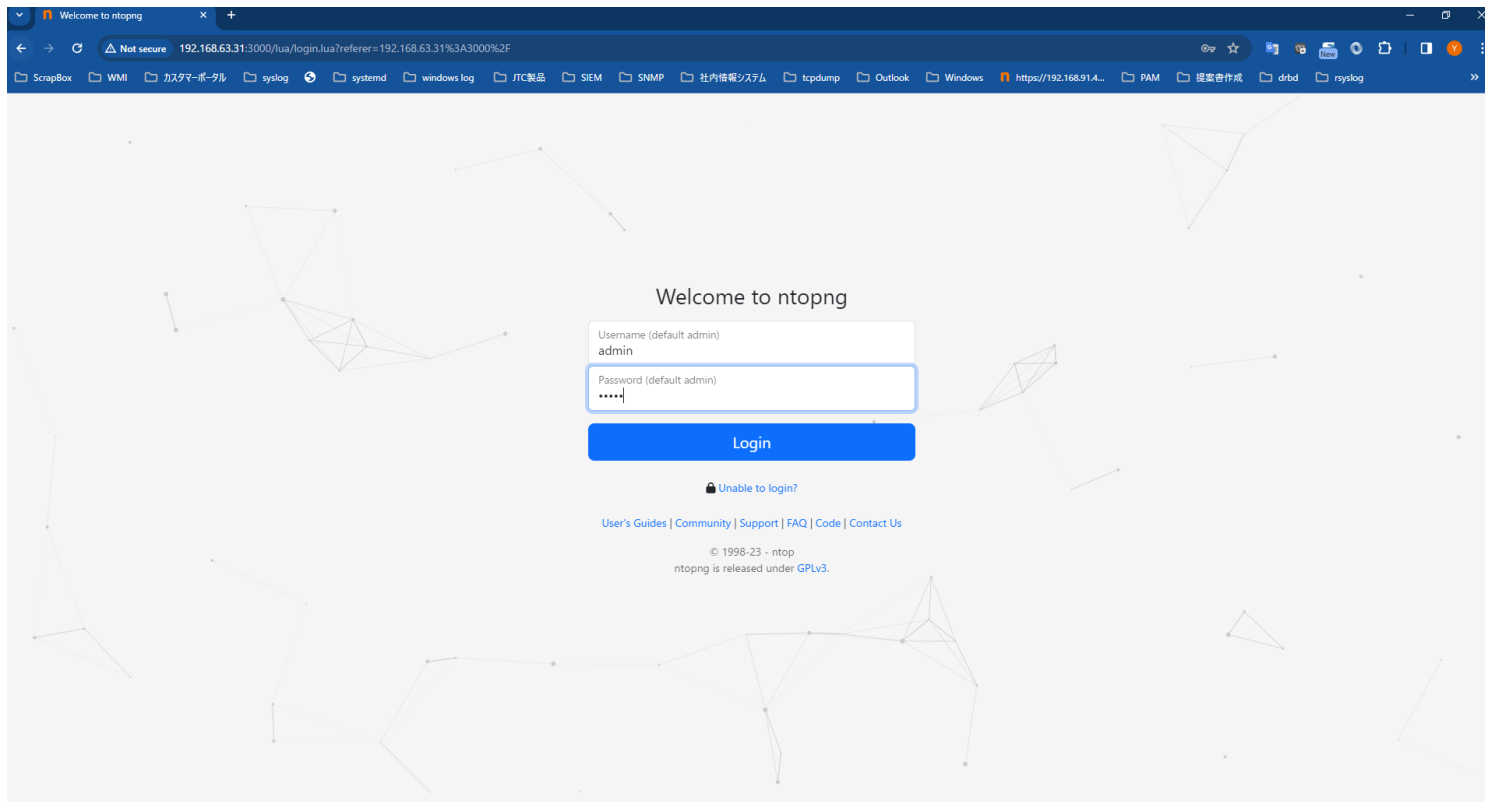 Welcome to ntopng
Not secure 192.168.63.31:3000/lua/login.lua?referer=192.168.63.31%3A3000%2F
New
Y
ScrapBox WMI カスタマーポータル syslog systemd windows log JTC製品 SIEM SNMP 社内情報システム tcpdump Outlook Windows https://192.168.91.4... PAM 提案書作成 drbd rsyslog »
Welcome to ntopng
Username (default admin)
admin
Password (default admin)
•••••
Login
Unable to login?
User's Guides | Community | Support | FAQ | Code | Contact Us
© 1998-23 - ntop
ntopng is released under GPLv3.